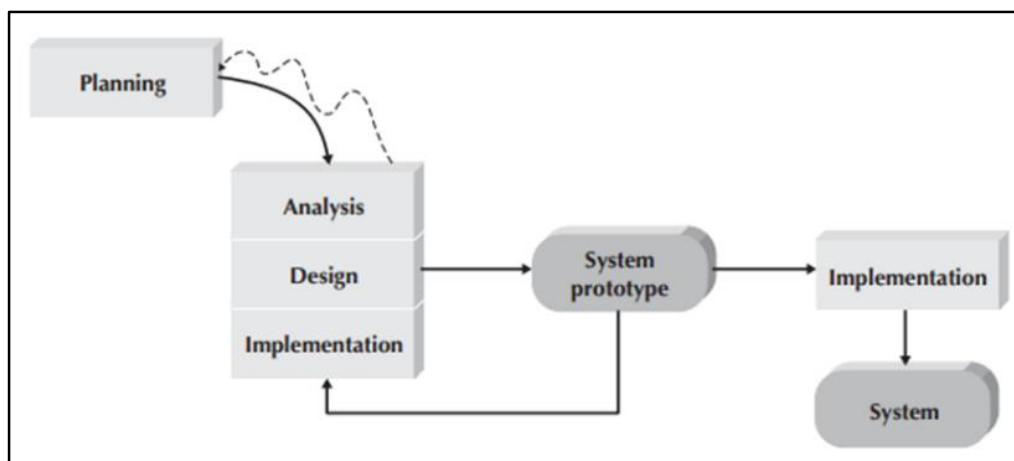 Planning
Analysis
Design
Implementation
System
prototype
Implementation
System